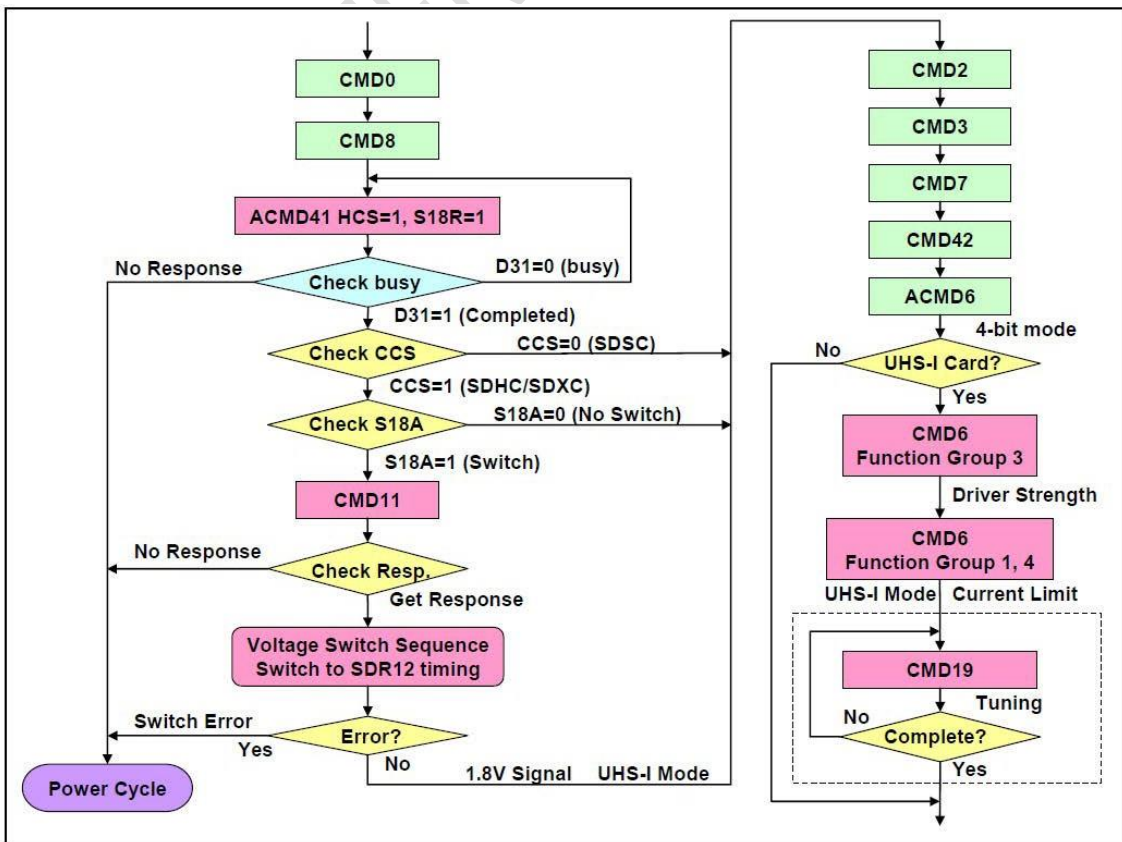 CMD0
CMD8
ACMD41 HCS=1, S18R=1
No Response
D31=0 (busy)
Check busy
D31=1 (Completed)
Check CCS
CCS=0 (SDSC)
CCS=1 (SDHC/SDXC)
Check S18A
S18A=0 (No Switch)
S18A=1 (Switch)
CMD11
No Response
Check Resp.
Get Response
Voltage Switch Sequence
Switch to SDR12 timing
Switch Error
Error?
Yes
No
Power Cycle
1.8V Signal UHS-I Mode
CMD2
CMD3
CMD7
CMD42
ACMD6
4-bit mode
No
UHS-I Card?
Yes
CMD6
Function Group 3
Driver Strength
CMD6
Function Group 1, 4
UHS-I Mode Current Limit
CMD19
Tuning
No
Complete?
Yes